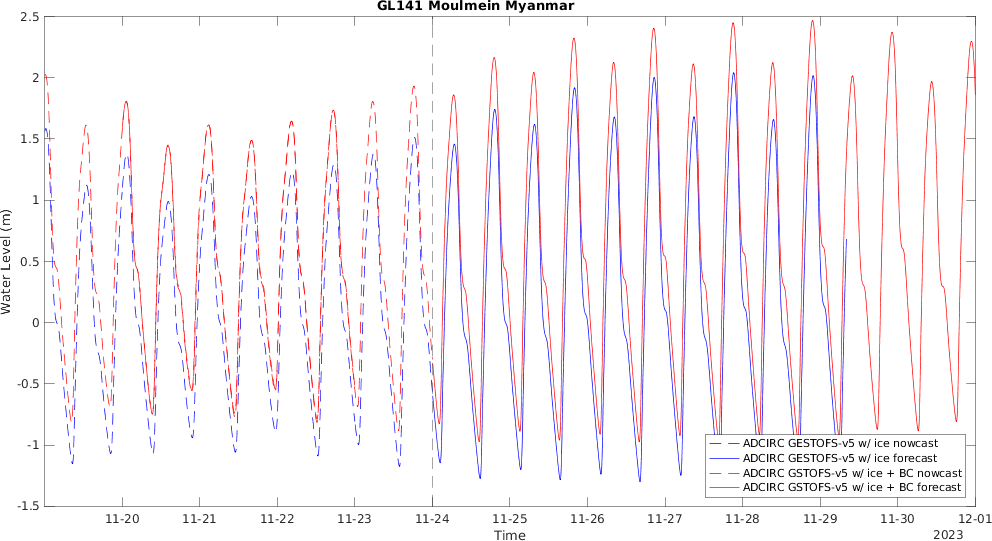 GL141 Moulmein Myanmar
2.5
2
1.5
1
0.5
0
-0.5
-1
-1.5
Water Level (m)
ADCIRC GESTOFS-v5 w/ ice nowcast
ADCIRC GESTOFS-v5 w/ ice forecast
ADCIRC GSTOFS-v5 w/ ice + BC nowcast
ADCIRC GSTOFS-v5 w/ ice + BC forecast
11-20 11-21 11-22 11-23 11-24 11-25 11-26 11-27 11-28 11-29 11-30 12-01
Time
2023